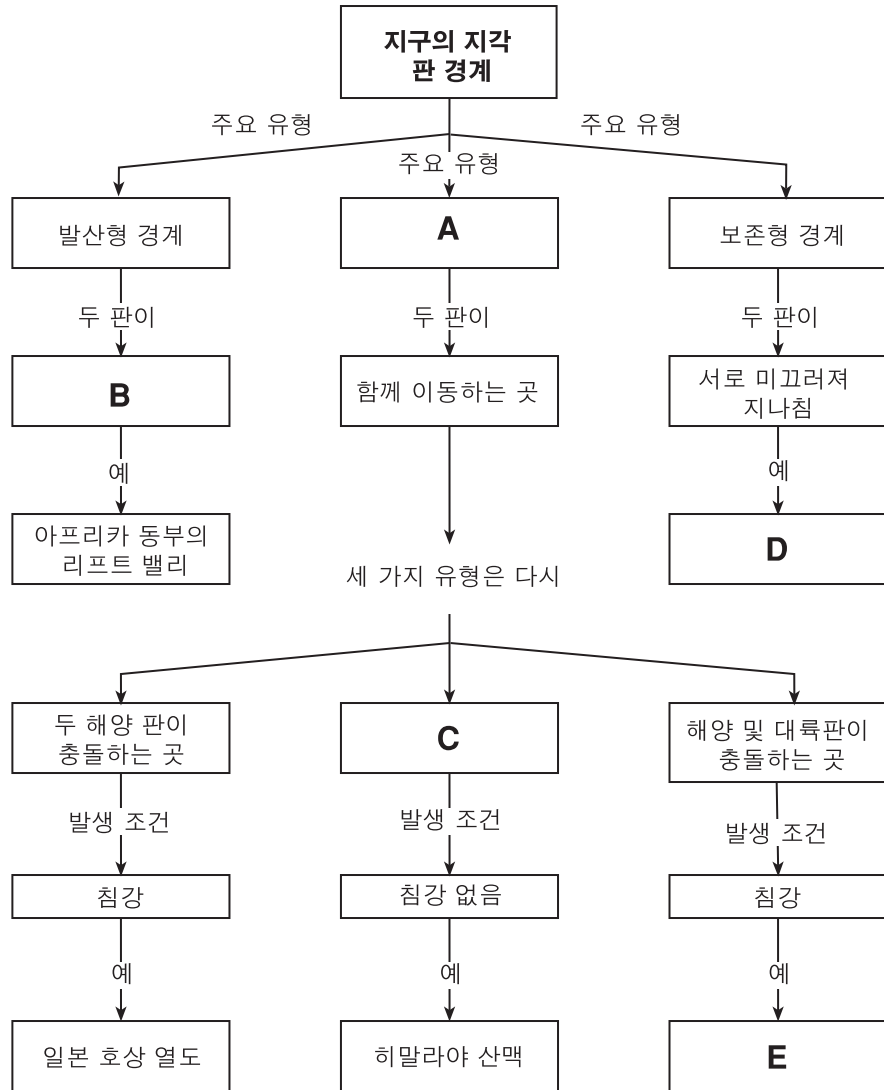 지구의 지각
판 경계
주요 유형
주요 유형
주요 유형
발산형 경계
A
보존형 경계
두 판이
두 판이
두 판이
B
함께 이동하는 곳
서로 미끄러져
지나침
예
예
아프리카 동부의
리프트 밸리
D
세 가지 유형은 다시
두 해양 판이
충돌하는 곳
C
해양 및 대륙판이
충돌하는 곳
발생 조건
발생 조건
발생 조건
침강
침강 없음
침강
예
예
예
일본 호상 열도
히말라야 산맥
E